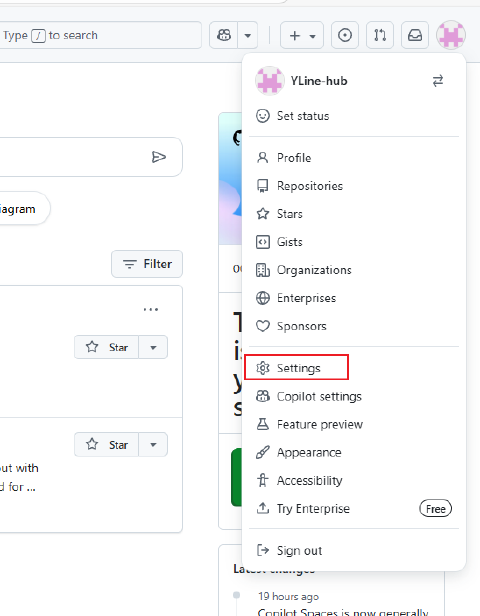 Type / to search
YLine-hub
Set status
Profile
Repositories
Stars
Gists
Organizations
Enterprises
Sponsors
Settings
Copilot settings
Feature preview
Appearance
Accessibility
Try Enterprise Free
Sign out
iagram
Filter
Star
Star
out with
d for ...
Latest changes
19 hours ago
Copilot Spaces is now generally